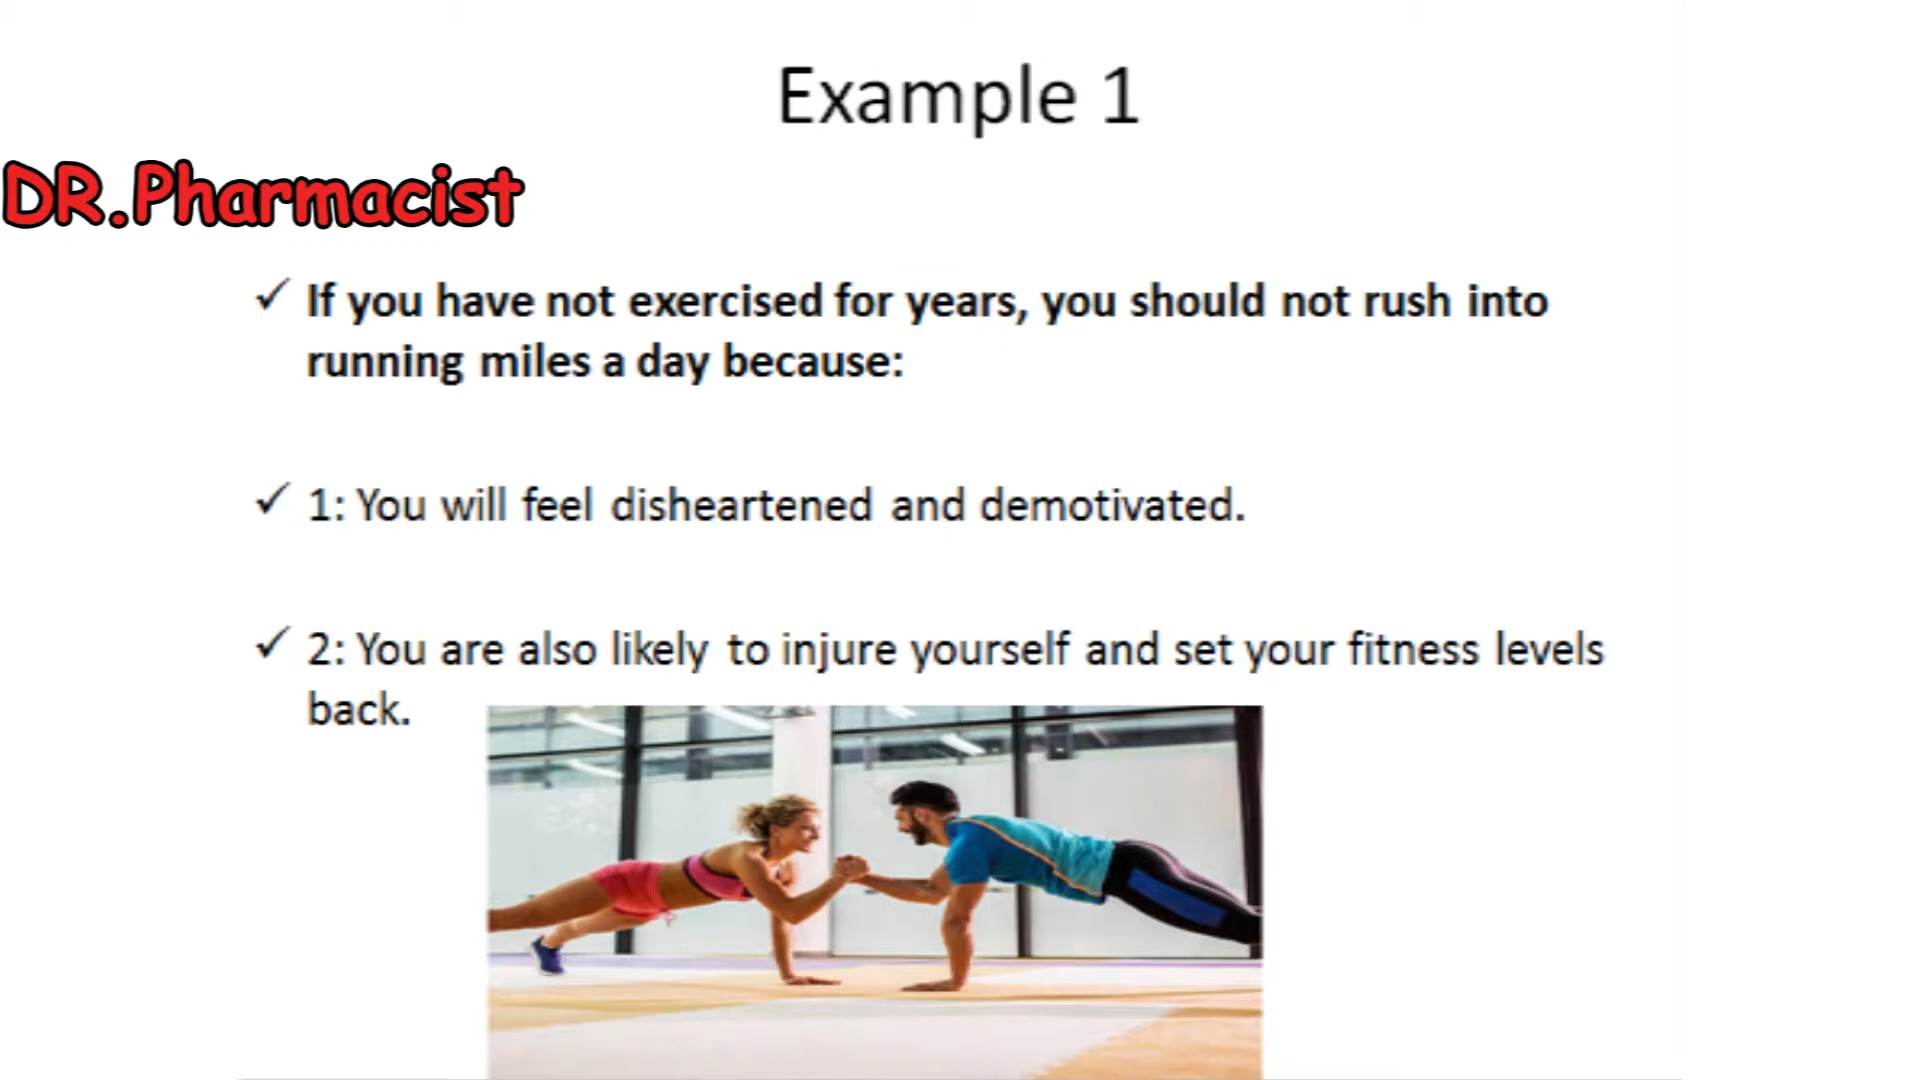 Example 1
DR.Pharmacist
✓ If you have not exercised for years, you should not rush into
running miles a day because:
✓ 1: You will feel disheartened and demotivated.
✓ 2: You are also likely to injure yourself and set your fitness levels
back.